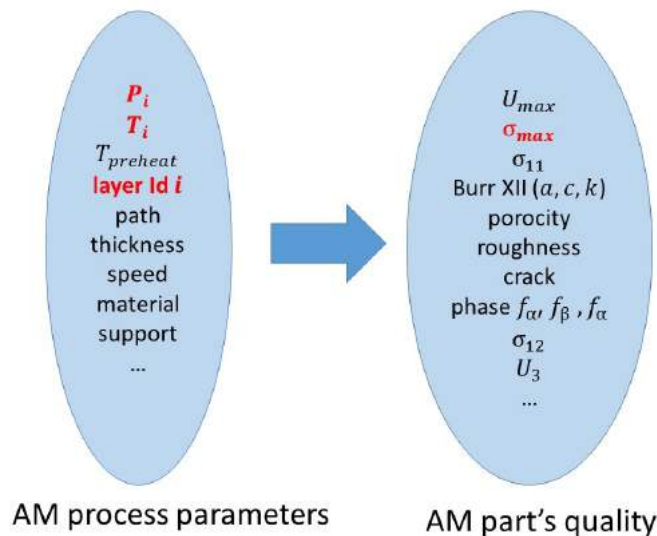 P_i
T_i
T_preheat
layer Id i
path
thickness
speed
material
support
...
AM process parameters
U_max
σ_max
σ_11
Burr XII (a, c, k)
porosity
roughness
crack
phase f_α, f_β , f_α
σ_12
U_3
...
AM part's quality